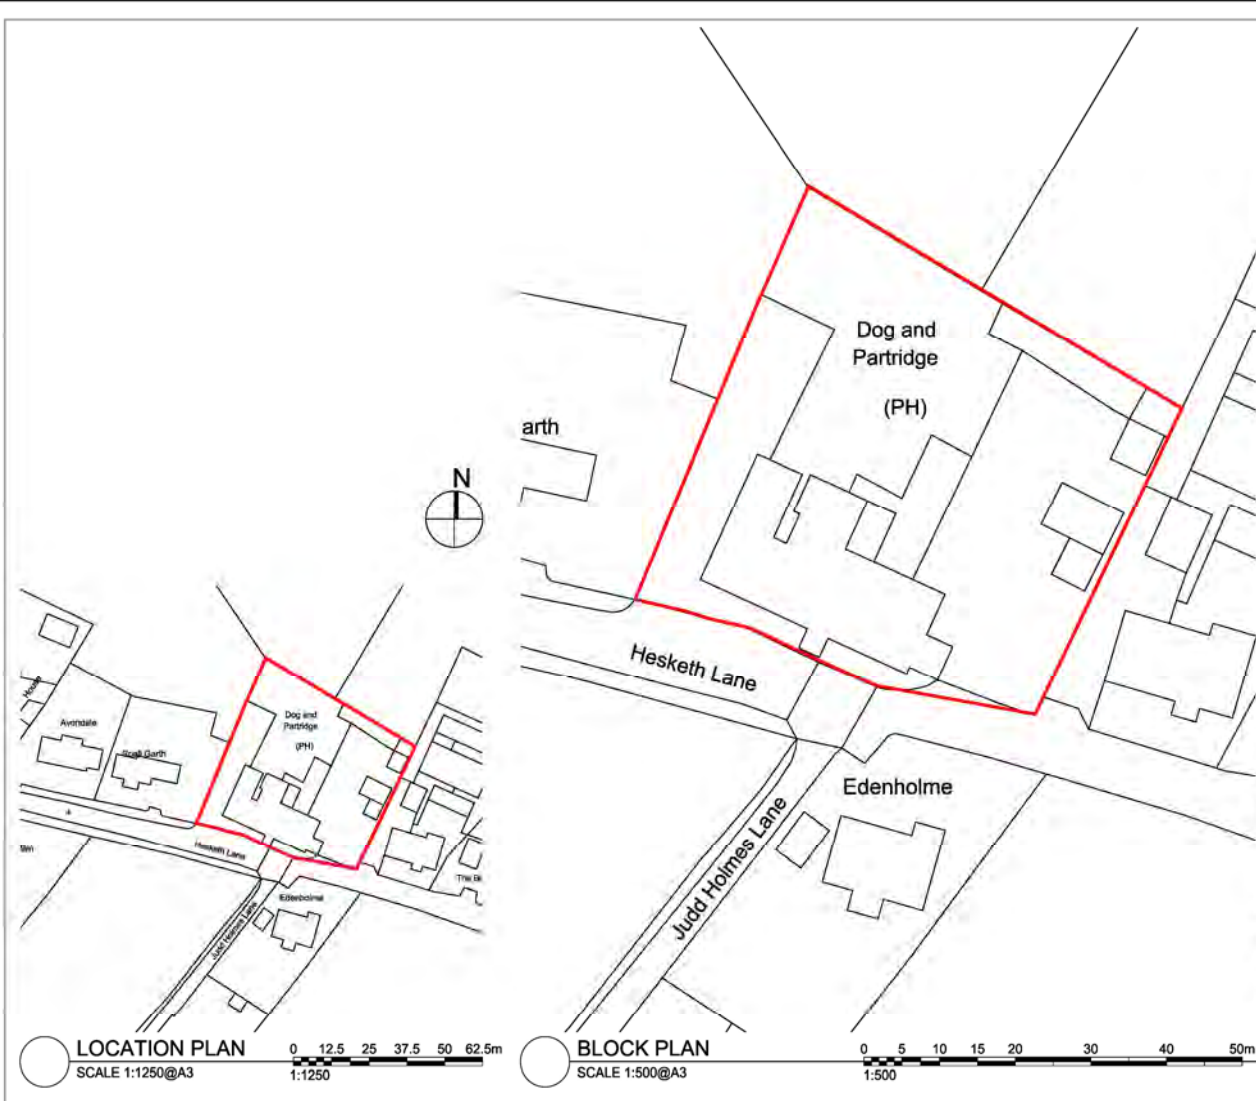 Dog and
Partridge
(PH)
arth
N
Hesketh Lane
Edenholme
Judd Holmes Lane
House
Avondale
Garth
Dog and
Partridge
(PH)
Hesketh Lane
Edenholme
Judd Holmes Lane
LOCATION PLAN
SCALE 1:1250@A3
0 12.5 25 37.5 50 62.5m
1:1250
BLOCK PLAN
SCALE 1:500@A3
0 5 10 15 20 30 40 50m
1:500